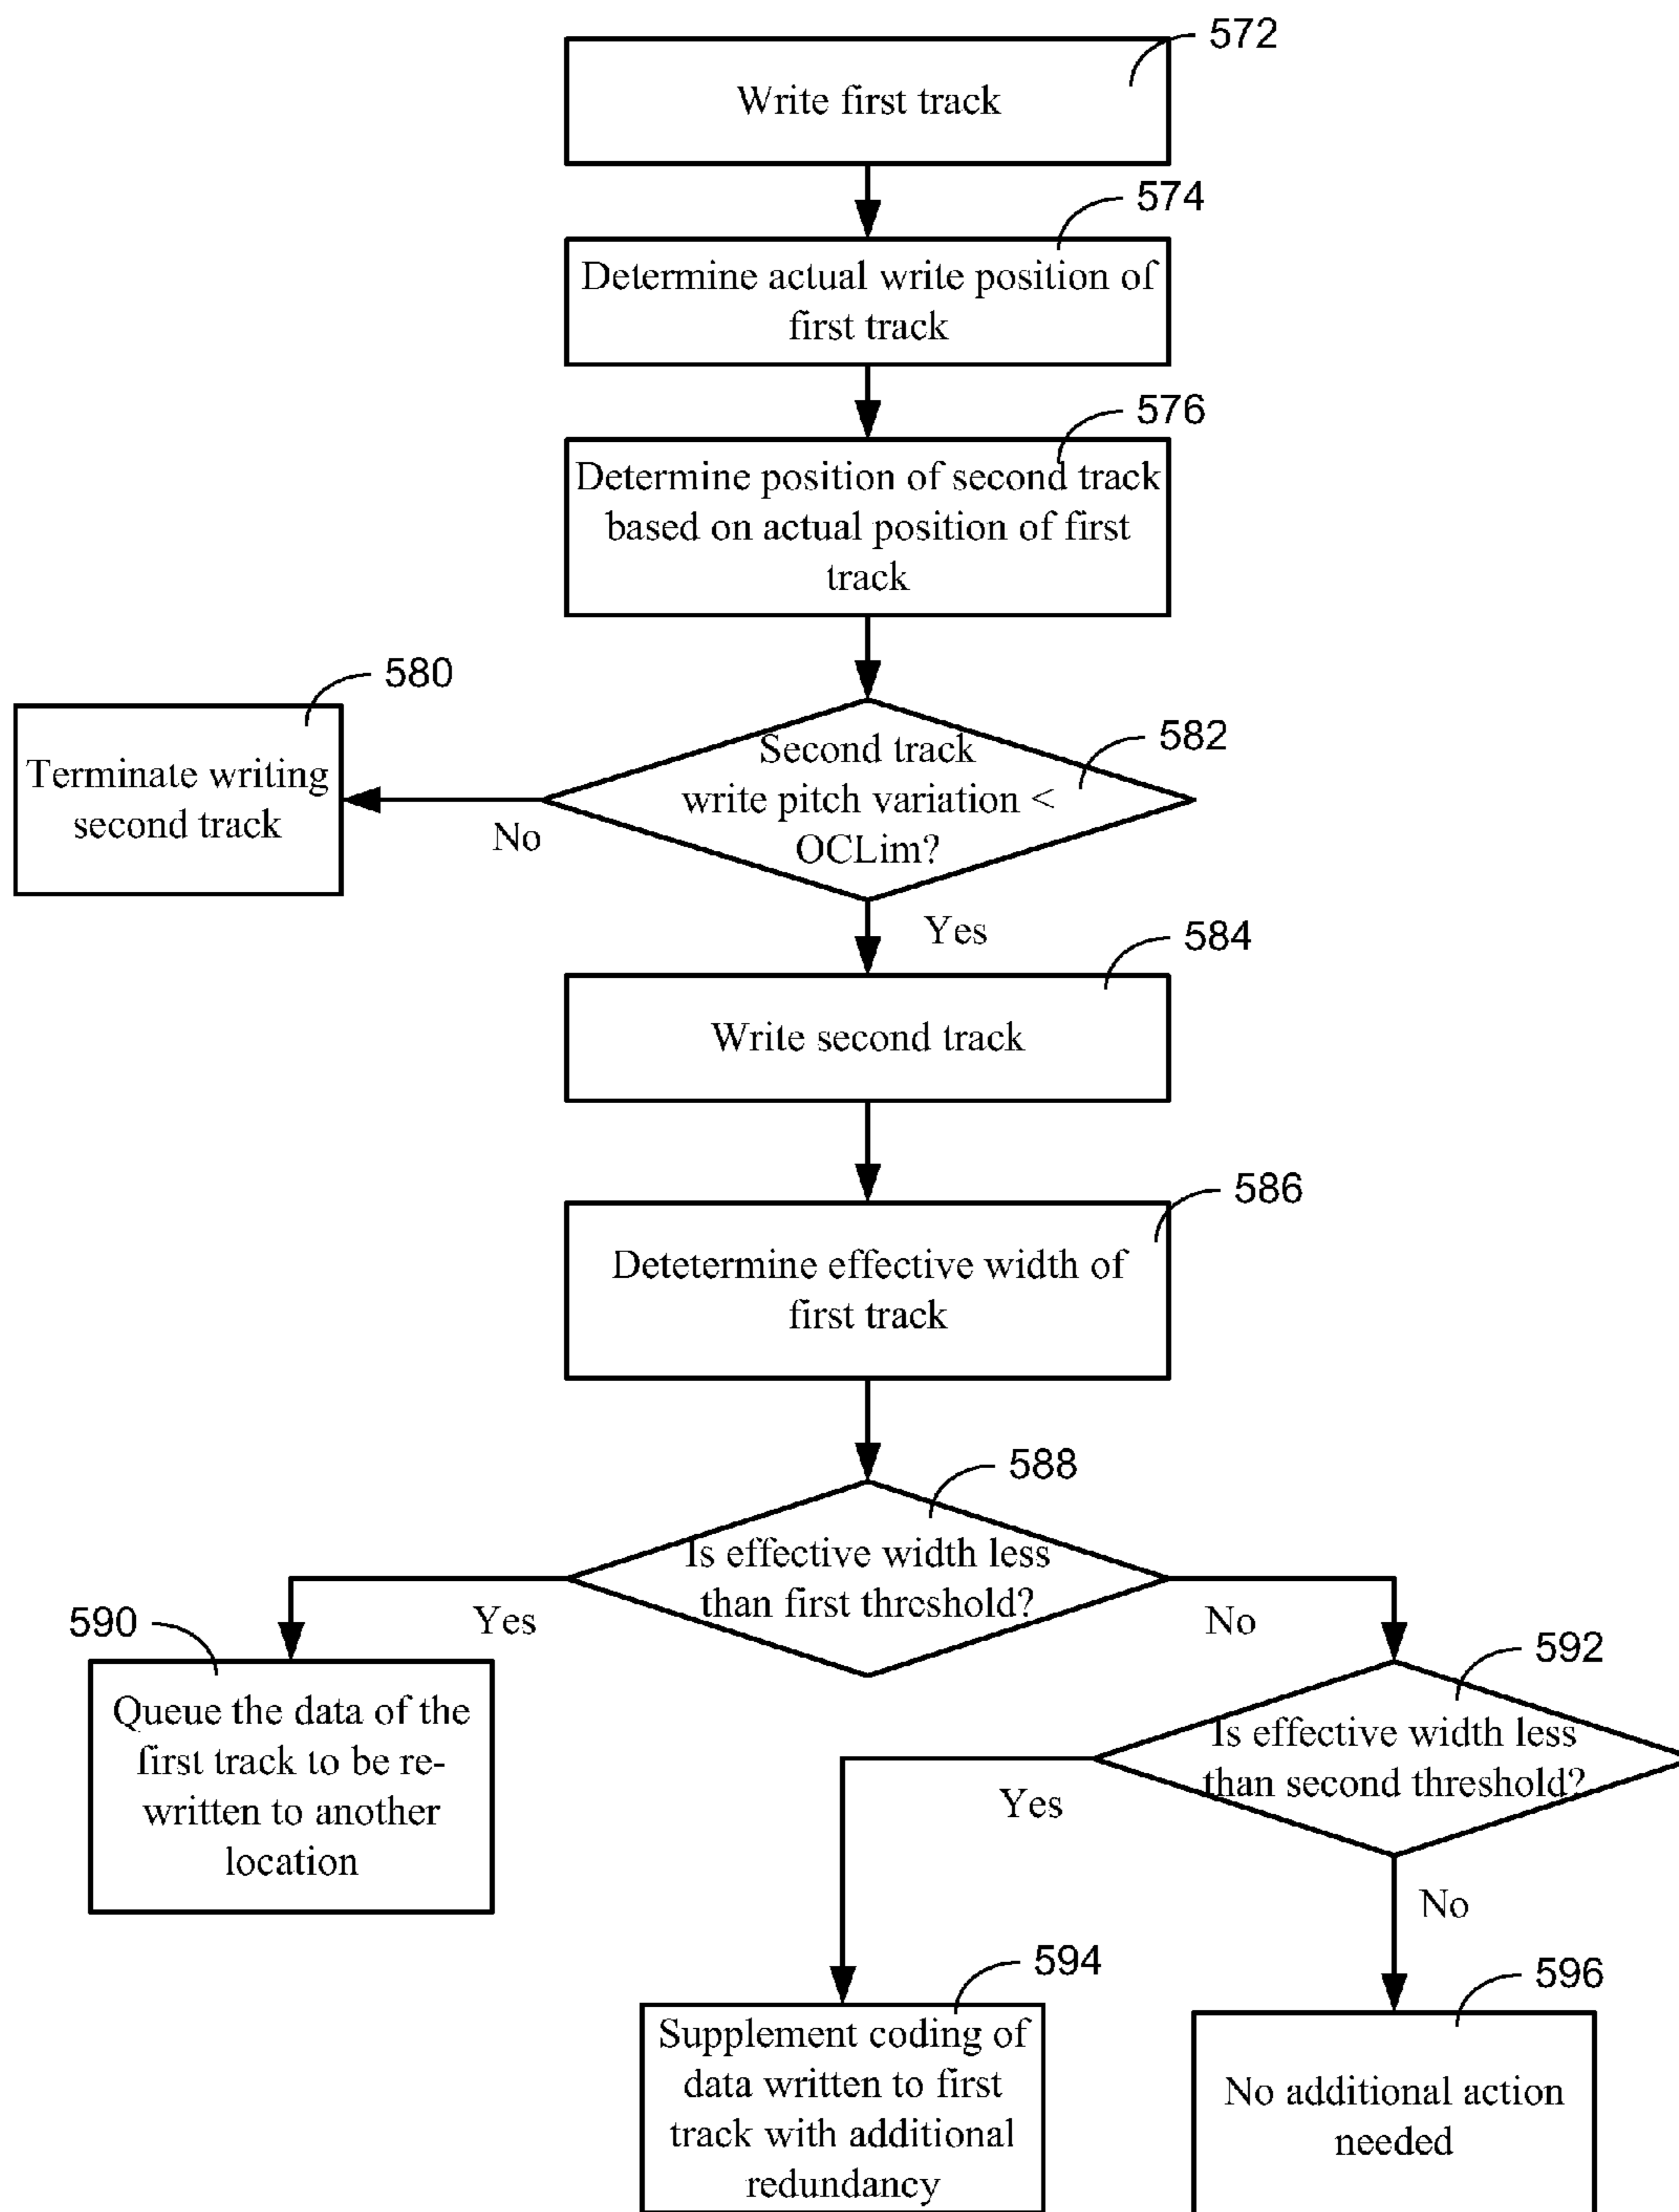 572
Write first track
574
Determine actual write position of
first track
576
Determine position of second track
based on actual position of first
track
580
Terminate writing
second track
582
Second track
write pitch variation <
OCLim?
No
Yes
584
Write second track
586
Detetermine effective width of
first track
588
Is effective width less
than first threshold?
Yes
No
590
Queue the data of the
first track to be re-
written to another
location
592
Is effective width less
than second threshold?
Yes
No
594
Supplement coding of
data written to first
track with additional
redundancy
596
No additional action
needed